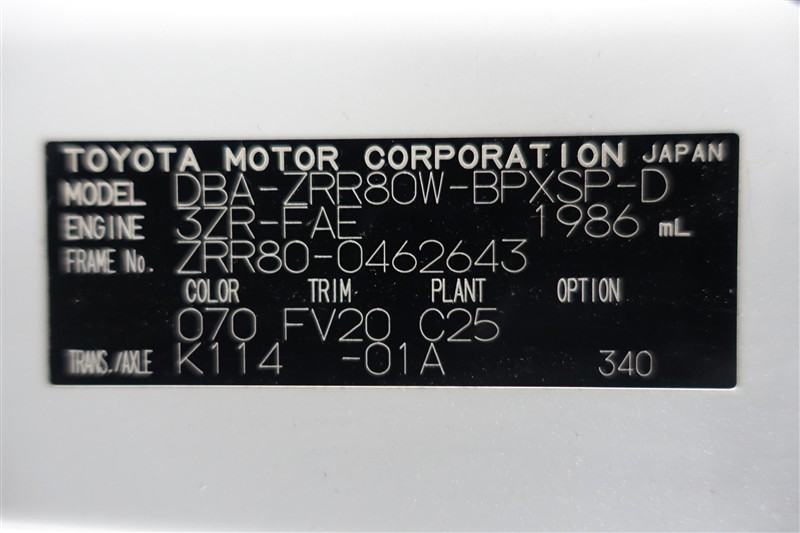 TOYOTA MOTOR CORPORATION JAPAN
MODEL DBA-ZRR80W-BPXSP-D
ENGINE 3ZR-FAE 1986 mL
FRAME No. ZRR80-0462643
COLOR TRIM PLANT OPTION
070 FV20 C25
TRANS./AXLE K114 -01A 340